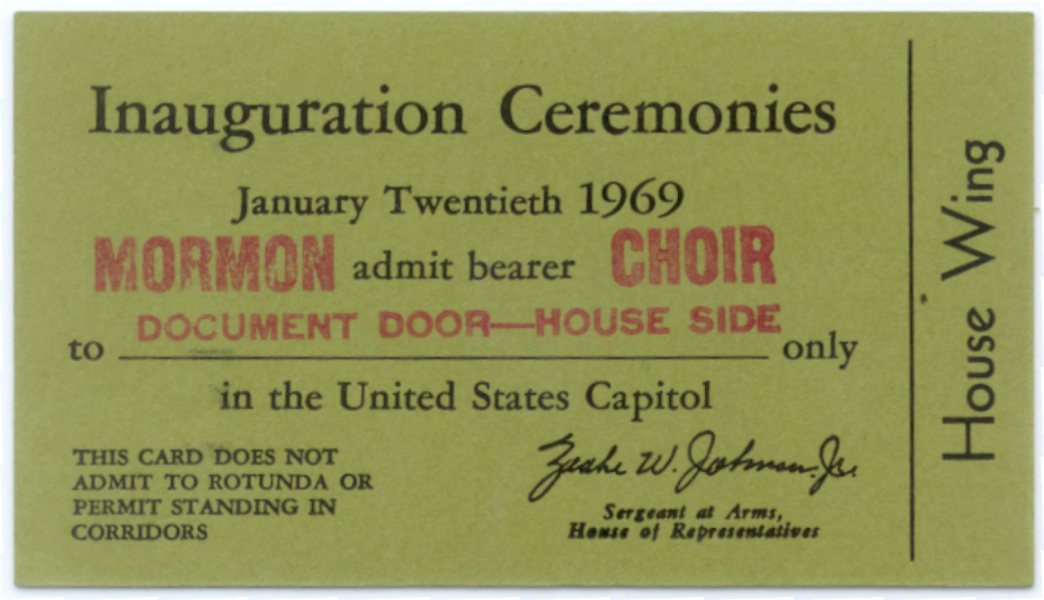 Inauguration Ceremonies
January Twentieth 1969
MORMON admit bearer CHOIR
DOCUMENT DOOR—HOUSE SIDE
to only
in the United States Capitol
THIS CARD DOES NOT
ADMIT TO ROTUNDA OR
PERMIT STANDING IN
CORRIDORS
Zeake W. Johnson, Jr.
Sergeant at Arms,
House of Representatives
House Wing